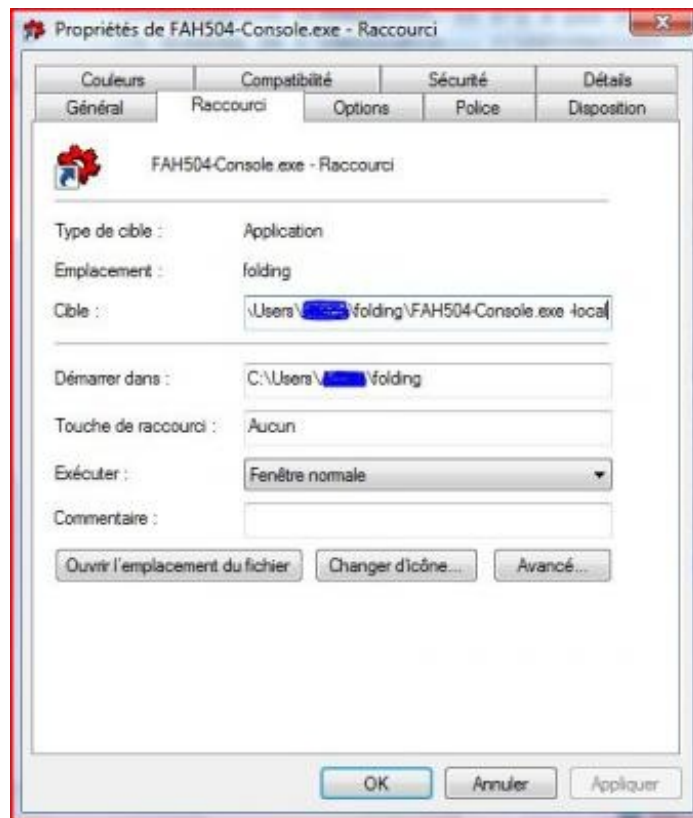 Propriétés de FAH504-Console.exe - Raccourci
Couleurs Compatibilité Sécurité Détails
Général Raccourci Options Police Disposition
FAH504-Console.exe - Raccourci
Type de cible : Application
Emplacement : folding
Cible : \Users\ \folding\FAH504-Console.exe -local
Démarrer dans : C:\Users\ \folding
Touche de raccourci : Aucun
Exécuter : Fenêtre normale
Commentaire :
Ouvrir l'emplacement du fichier Changer d'icône... Avancé...
OK Annuler Appliquer